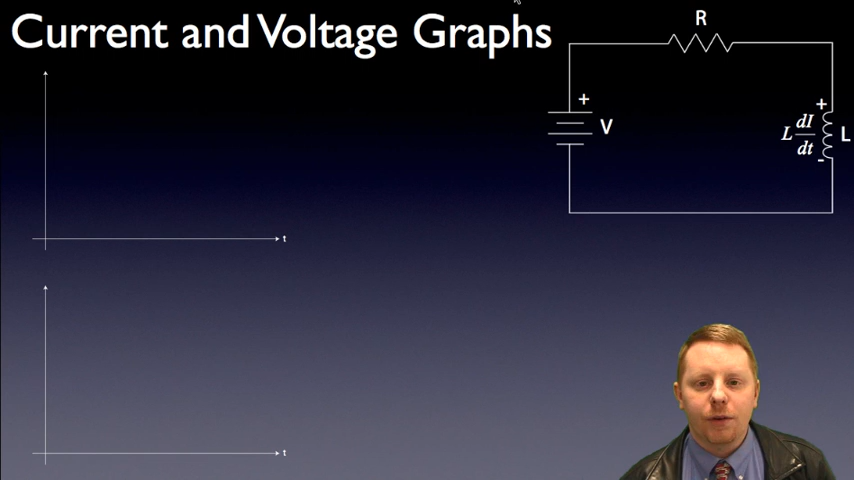 Current and Voltage Graphs
R
+
V
+
L dI/dt
L
-
t
t